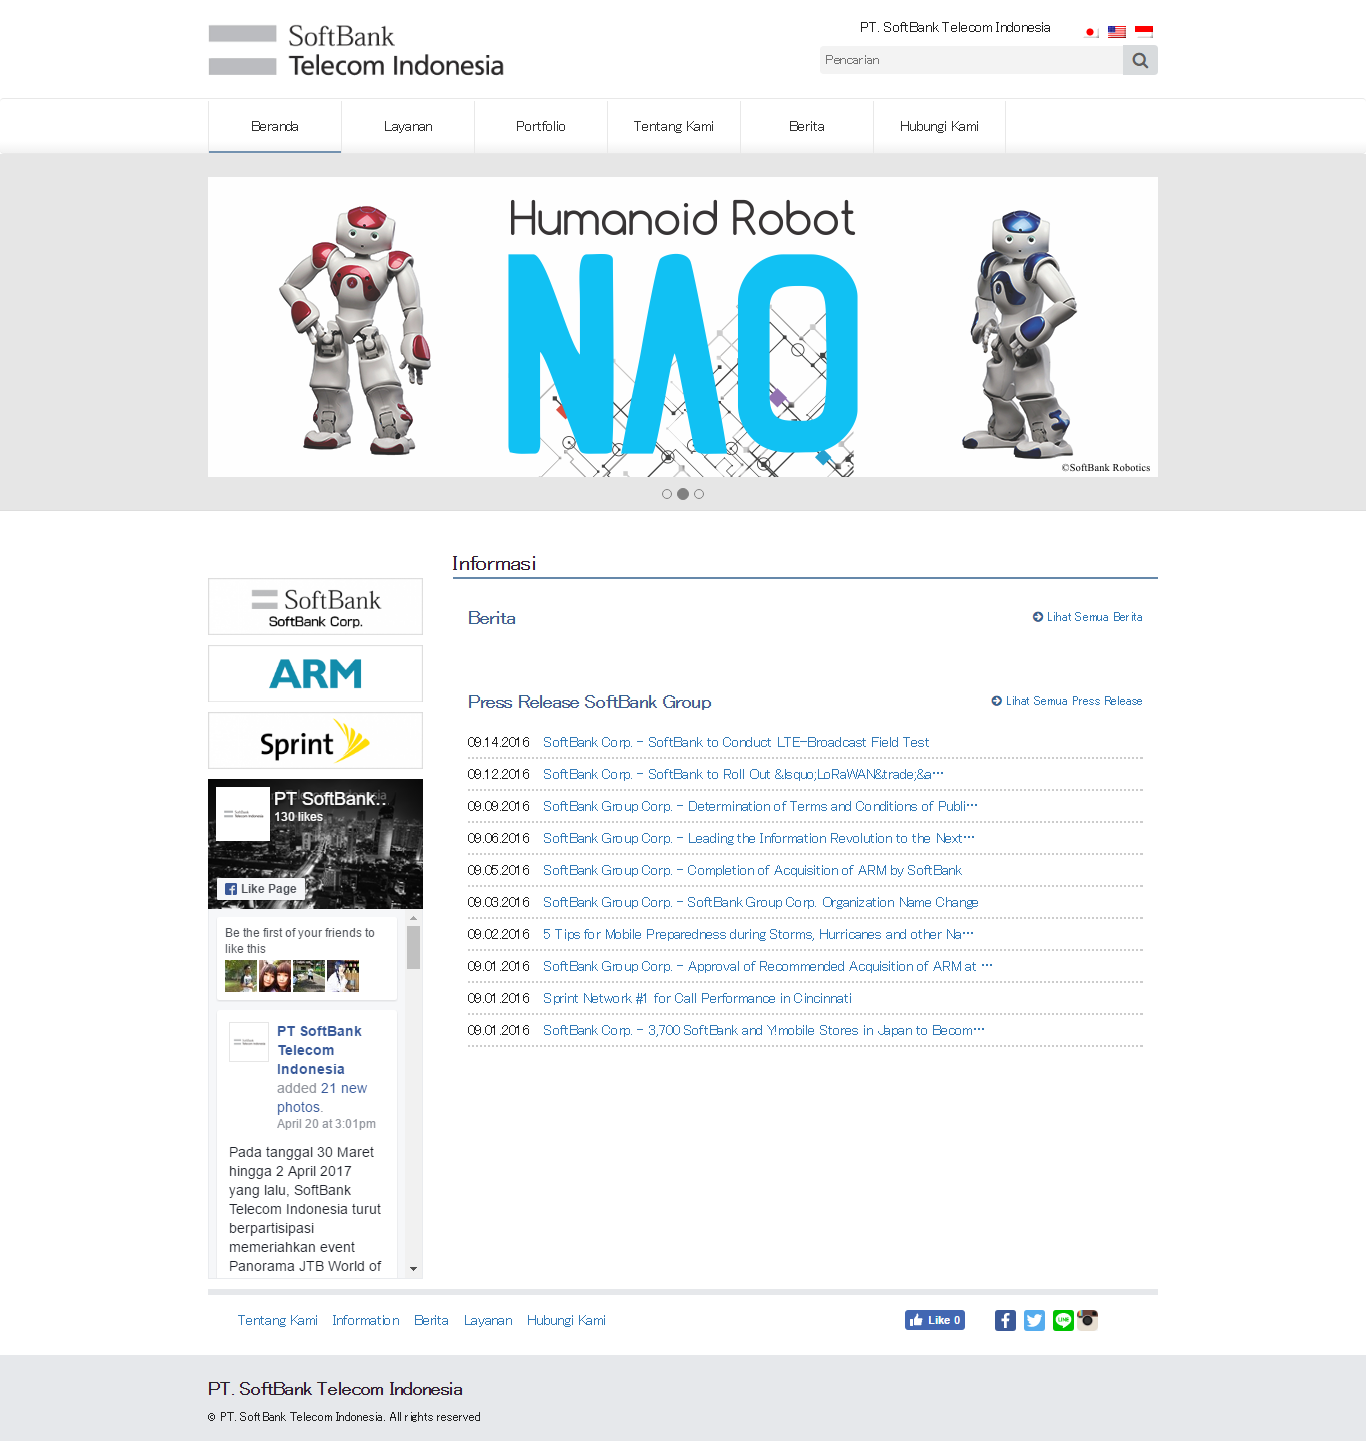 SoftBank
Telecom Indonesia
PT. SoftBank Telecom Indonesia
Pencarian
Beranda
Layanan
Portfolio
Tentang Kami
Berita
Hubungi Kami
Humanoid Robot
NAO
©SoftBank Robotics
Informasi
SoftBank
SoftBank Corp.
ARM
Sprint
Berita
Lihat Semua Berita
Press Release SoftBank Group
Lihat Semua Press Release
09.14.2016 SoftBank Corp. - SoftBank to Conduct LTE-Broadcast Field Test
09.12.2016 SoftBank Corp. - SoftBank to Roll Out &lsquo;LoRaWAN&trade;&a…
09.09.2016 SoftBank Group Corp. - Determination of Terms and Conditions of Publi…
09.06.2016 SoftBank Group Corp. - Leading the Information Revolution to the Next…
09.05.2016 SoftBank Group Corp. - Completion of Acquisition of ARM by SoftBank
09.03.2016 SoftBank Group Corp. - SoftBank Group Corp. Organization Name Change
09.02.2016 5 Tips for Mobile Preparedness during Storms, Hurricanes and other Na…
09.01.2016 SoftBank Group Corp. - Approval of Recommended Acquisition of ARM at …
09.01.2016 Sprint Network #1 for Call Performance in Cincinnati
09.01.2016 SoftBank Corp. - 3,700 SoftBank and Y!mobile Stores in Japan to Becom…
PT SoftBank..
130 likes
Like Page
Be the first of your friends to
like this
PT SoftBank
Telecom
Indonesia
added 21 new
photos.
April 20 at 3:01pm
Pada tanggal 30 Maret
hingga 2 April 2017
yang lalu, SoftBank
Telecom Indonesia turut
berpartisipasi
memeriahkan event
Panorama JTB World of
Tentang Kami
Information
Berita
Layanan
Hubungi Kami
Like 0
LINE
PT. SoftBank Telecom Indonesia
© PT. SoftBank Telecom Indonesia. All rights reserved